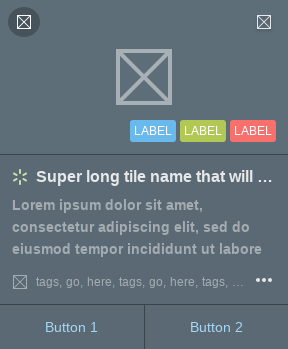 LABEL LABEL LABEL
Super long tile name that will …
Lorem ipsum dolor sit amet,
consectetur adipiscing elit, sed do
eiusmod tempor incididunt ut labore
tags, go, here, tags, go, here, tags, …
Button 1 Button 2